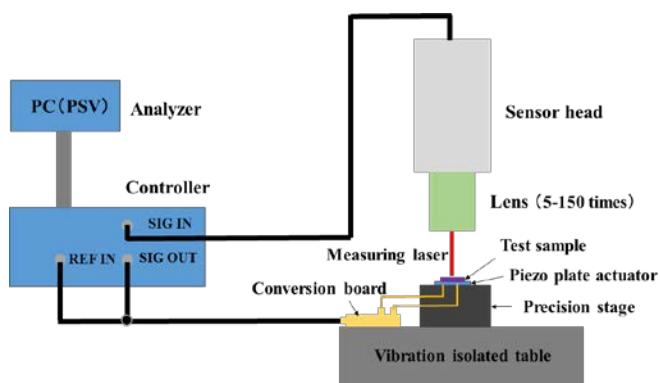 PC(PSV)
Analyzer
Sensor head
Controller
SIG IN
Lens (5-150 times)
REF IN
SIG OUT
Measuring laser
Test sample
Piezo plate actuator
Conversion board
Precision stage
Vibration isolated table